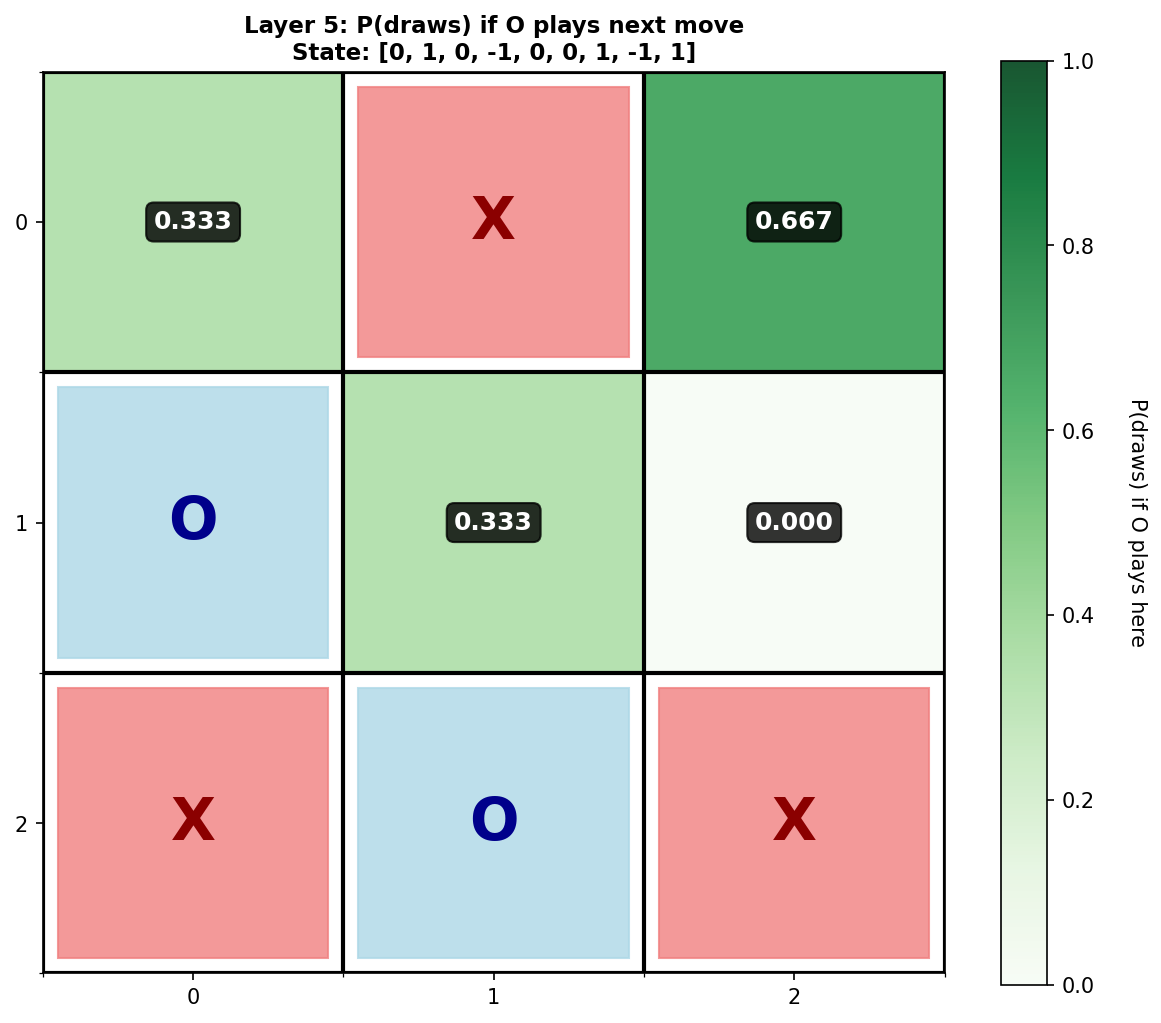 Layer 5: P(draws) if O plays next move
State: [0, 1, 0, -1, 0, 0, 1, -1, 1]
0.333
X
0.667
O
0.333
0.000
X
O
X
0
1
2
0
1
2
1.0
0.8
0.6
0.4
0.2
0.0
P(draws) if O plays here